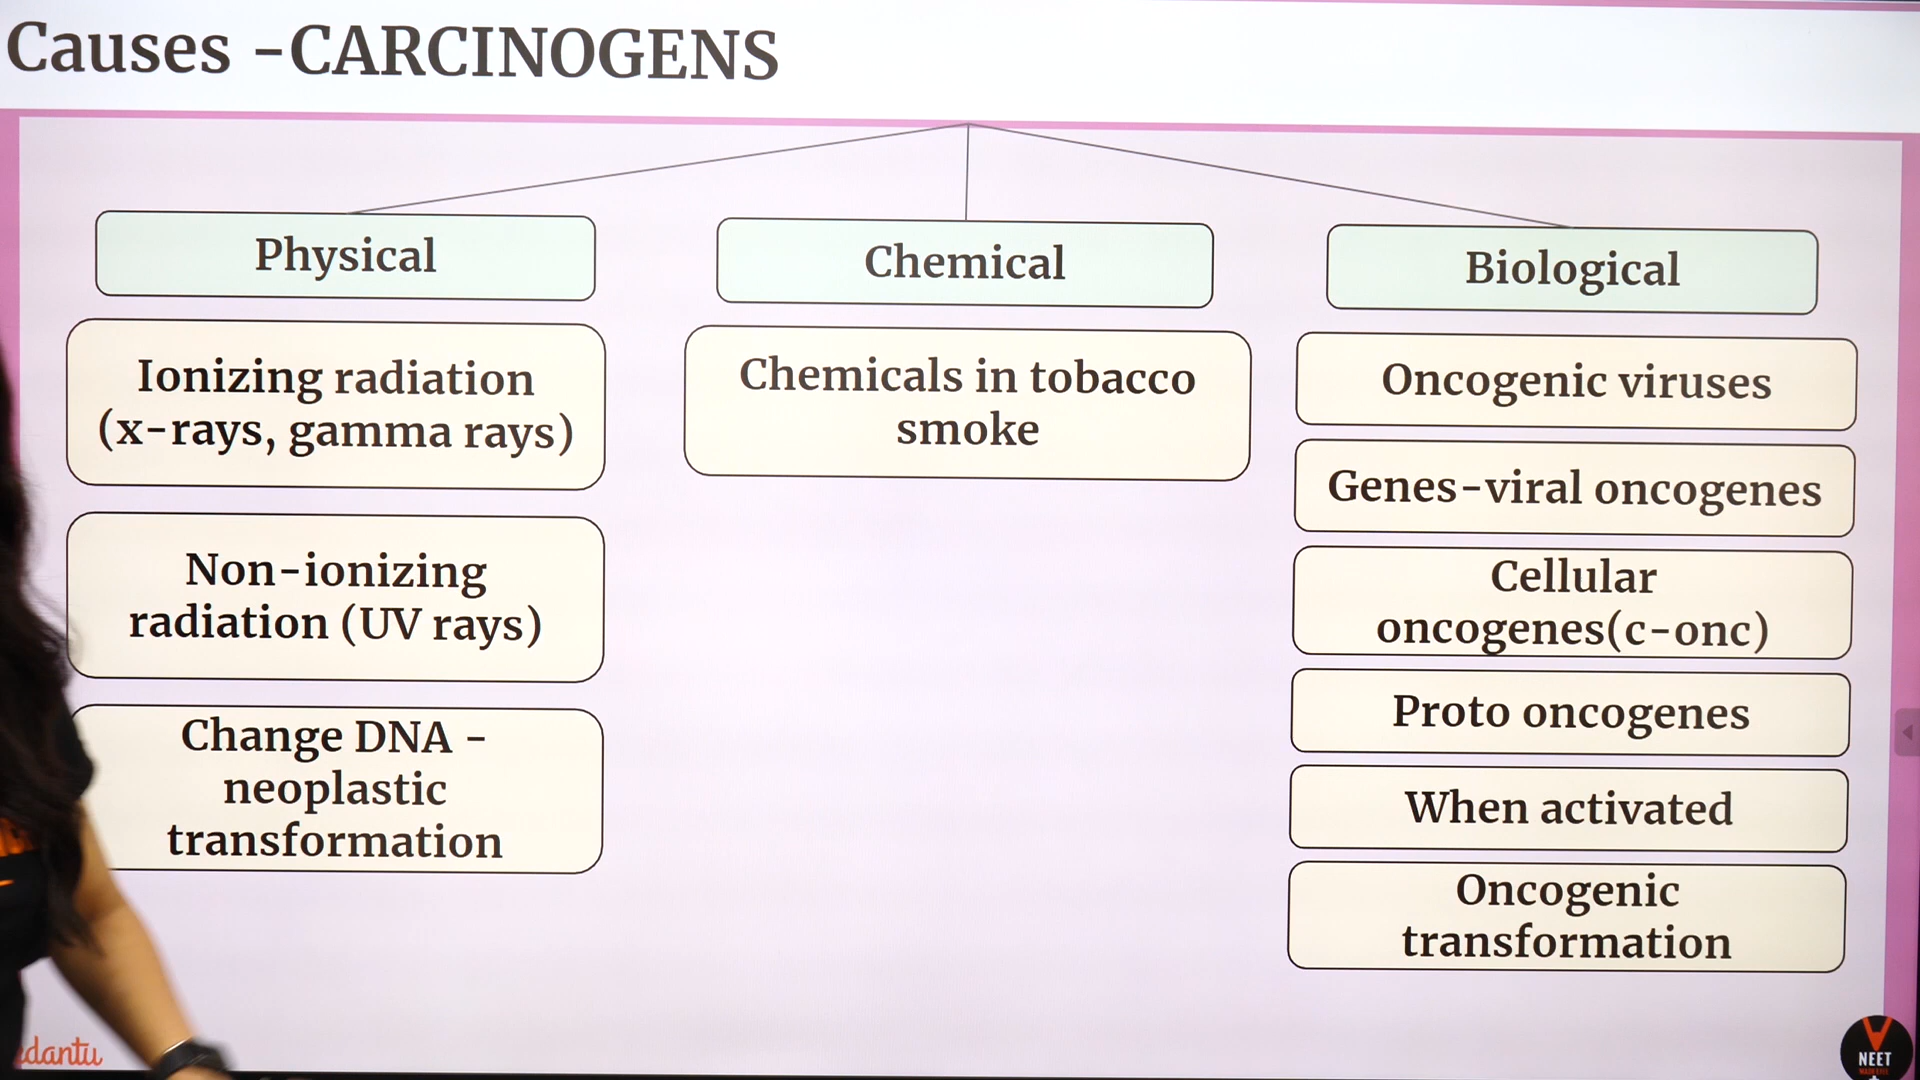 Causes -CARCINOGENS
Physical
Ionizing radiation
(x-rays, gamma rays)
Non-ionizing
radiation (UV rays)
Change DNA -
neoplastic
transformation
Chemical
Chemicals in tobacco
smoke
Biological
Oncogenic viruses
Genes-viral oncogenes
Cellular
oncogenes(c-onc)
Proto oncogenes
When activated
Oncogenic
transformation
dantu
NEET